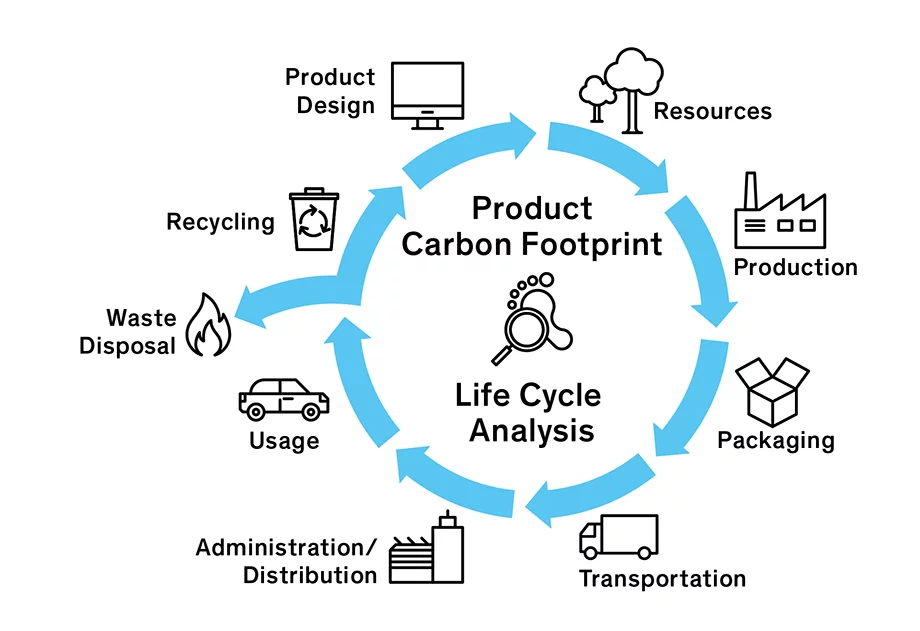 Product
Design
Resources
Recycling
Product
Carbon Footprint
Production
Waste
Disposal
Life Cycle
Analysis
Usage
Packaging
Administration/
Distribution
Transportation